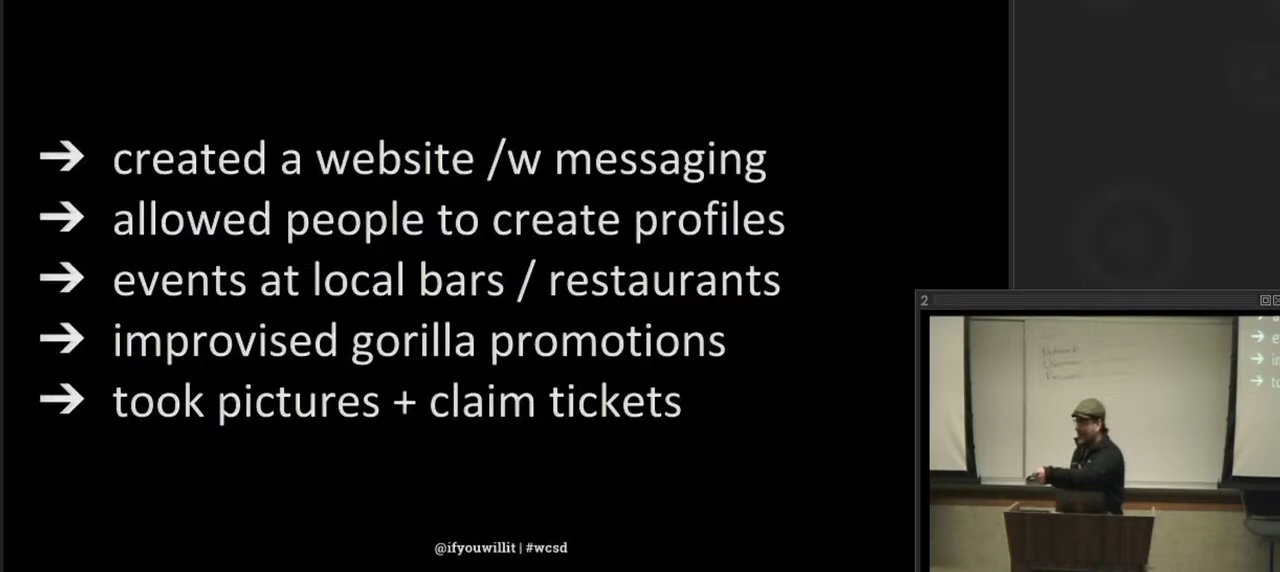 ➔ created a website /w messaging
➔ allowed people to create profiles
➔ events at local bars / restaurants
➔ improvised gorilla promotions
➔ took pictures + claim tickets
@ifyouwillit | #wcsd
2